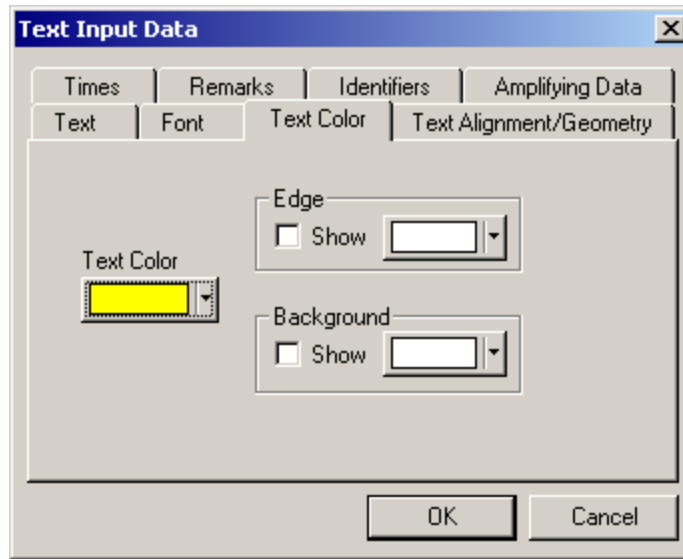 Text Input Data
Times Remarks Identifiers Amplifying Data
Text Font Text Color Text Alignment/Geometry
Edge
Show
Text Color
Background
Show
OK Cancel